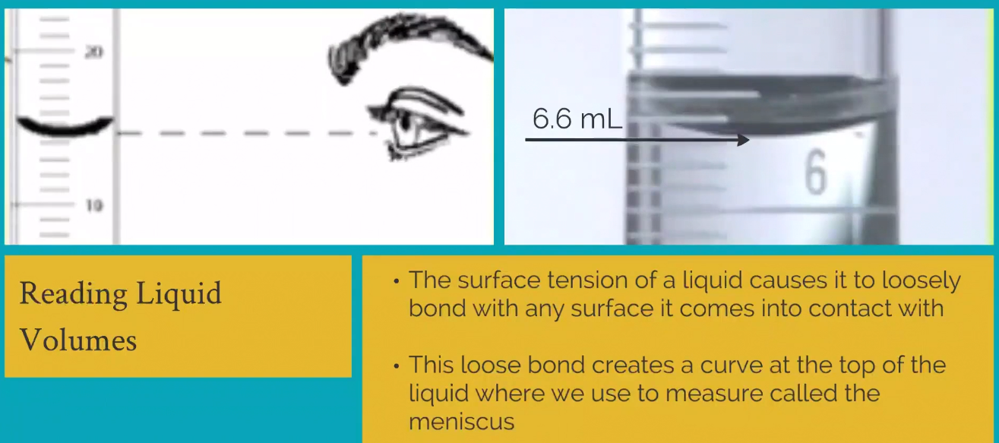 20
10
6.6 mL
6
Reading Liquid
Volumes
• The surface tension of a liquid causes it to loosely
bond with any surface it comes into contact with
• This loose bond creates a curve at the top of the
liquid where we use to measure called the
meniscus